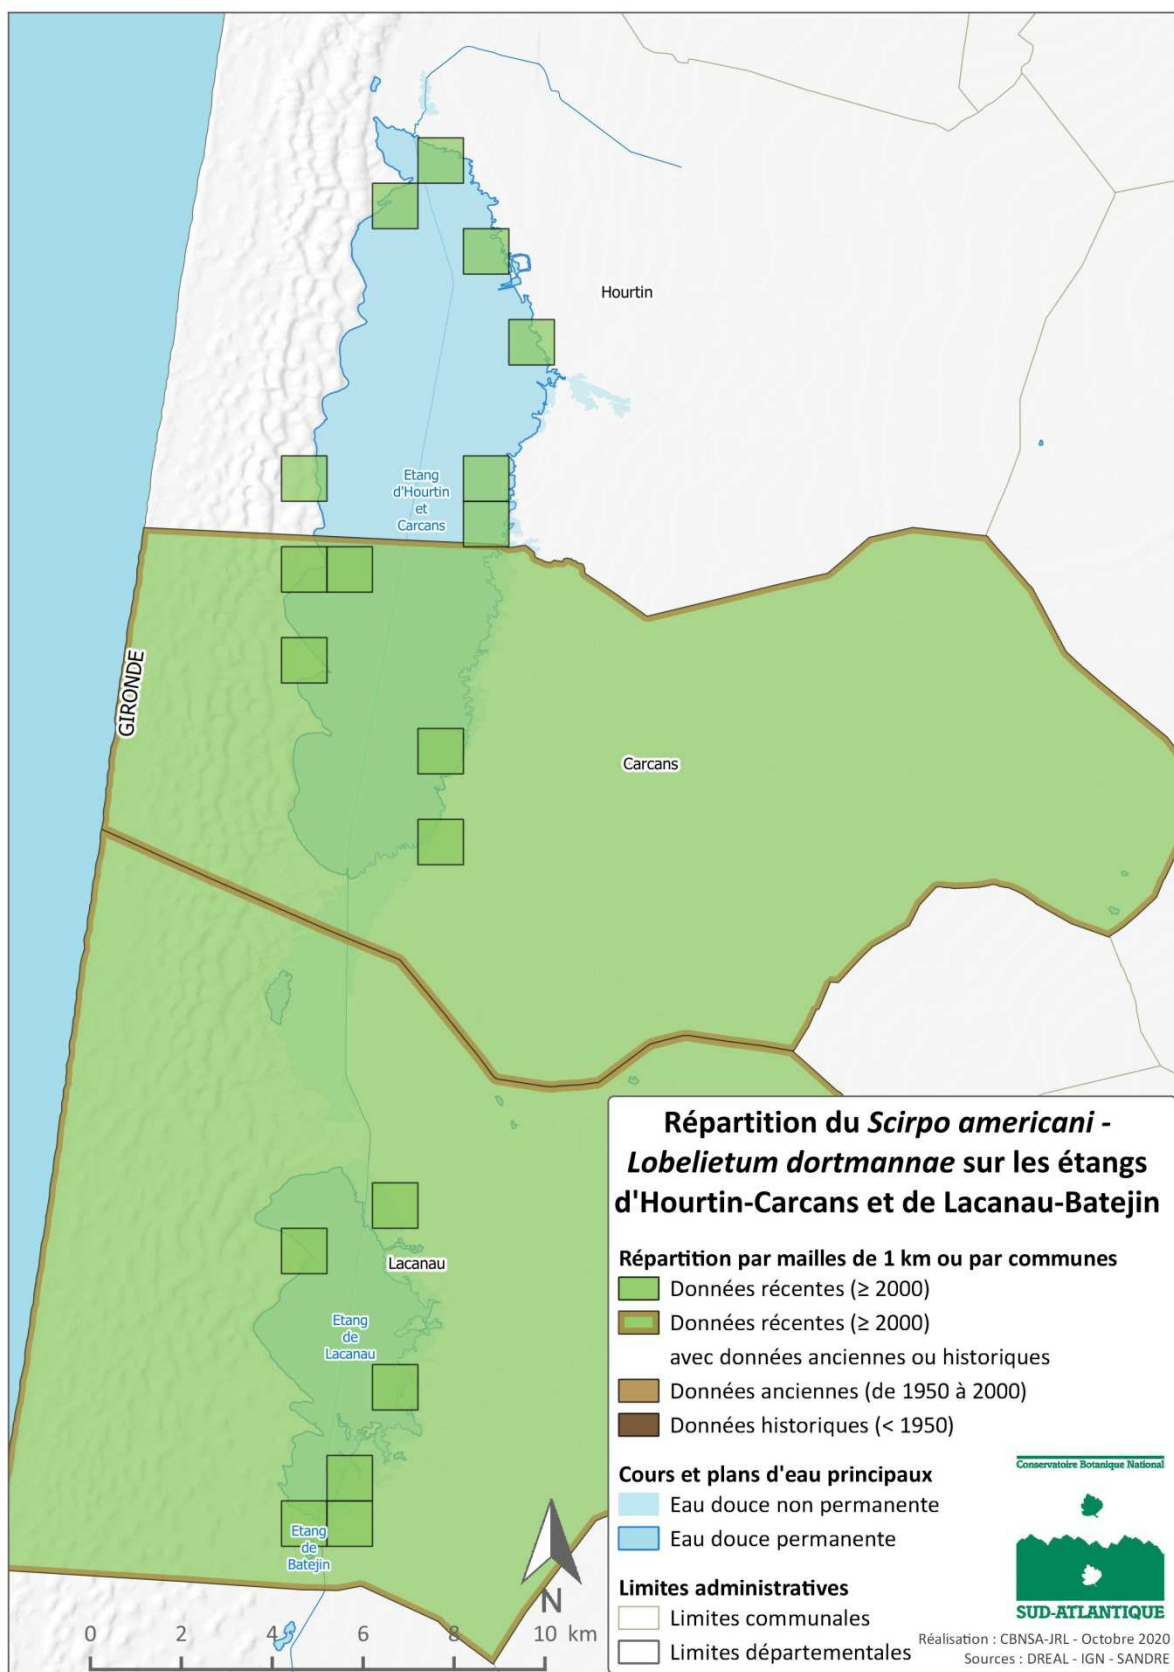 Hourtin
Etang
d'Hourtin
et
Carcans
GIRONDE
Carcans
Lacanau
Etang
de
Lacanau
Etang
de
Batejin
0 2 4 6 8 10 km
N
Répartition du Scirpo americani -
Lobelietum dortmannae sur les étangs
d'Hourtin-Carcans et de Lacanau-Batejin
Répartition par mailles de 1 km ou par communes
Données récentes (≥ 2000)
Données récentes (≥ 2000)
avec données anciennes ou historiques
Données anciennes (de 1950 à 2000)
Données historiques (< 1950)
Cours et plans d'eau principaux
Eau douce non permanente
Eau douce permanente
Limites administratives
Limites communales
Limites départementales
Conservatoire Botanique National
SUD-ATLANTIQUE
Réalisation : CBNSA-JRL - Octobre 2020
Sources : DREAL - IGN - SANDRE